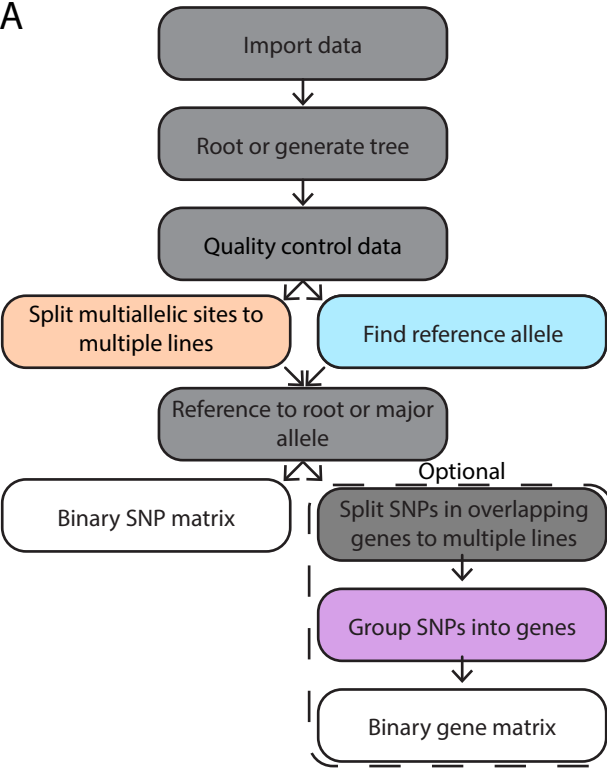 A
Import data
Root or generate tree
Quality control data
Split multiallelic sites to
multiple lines
Find reference allele
Reference to root or major
allele
Optional
Binary SNP matrix
Split SNPs in overlapping
genes to multiple lines
Group SNPs into genes
Binary gene matrix